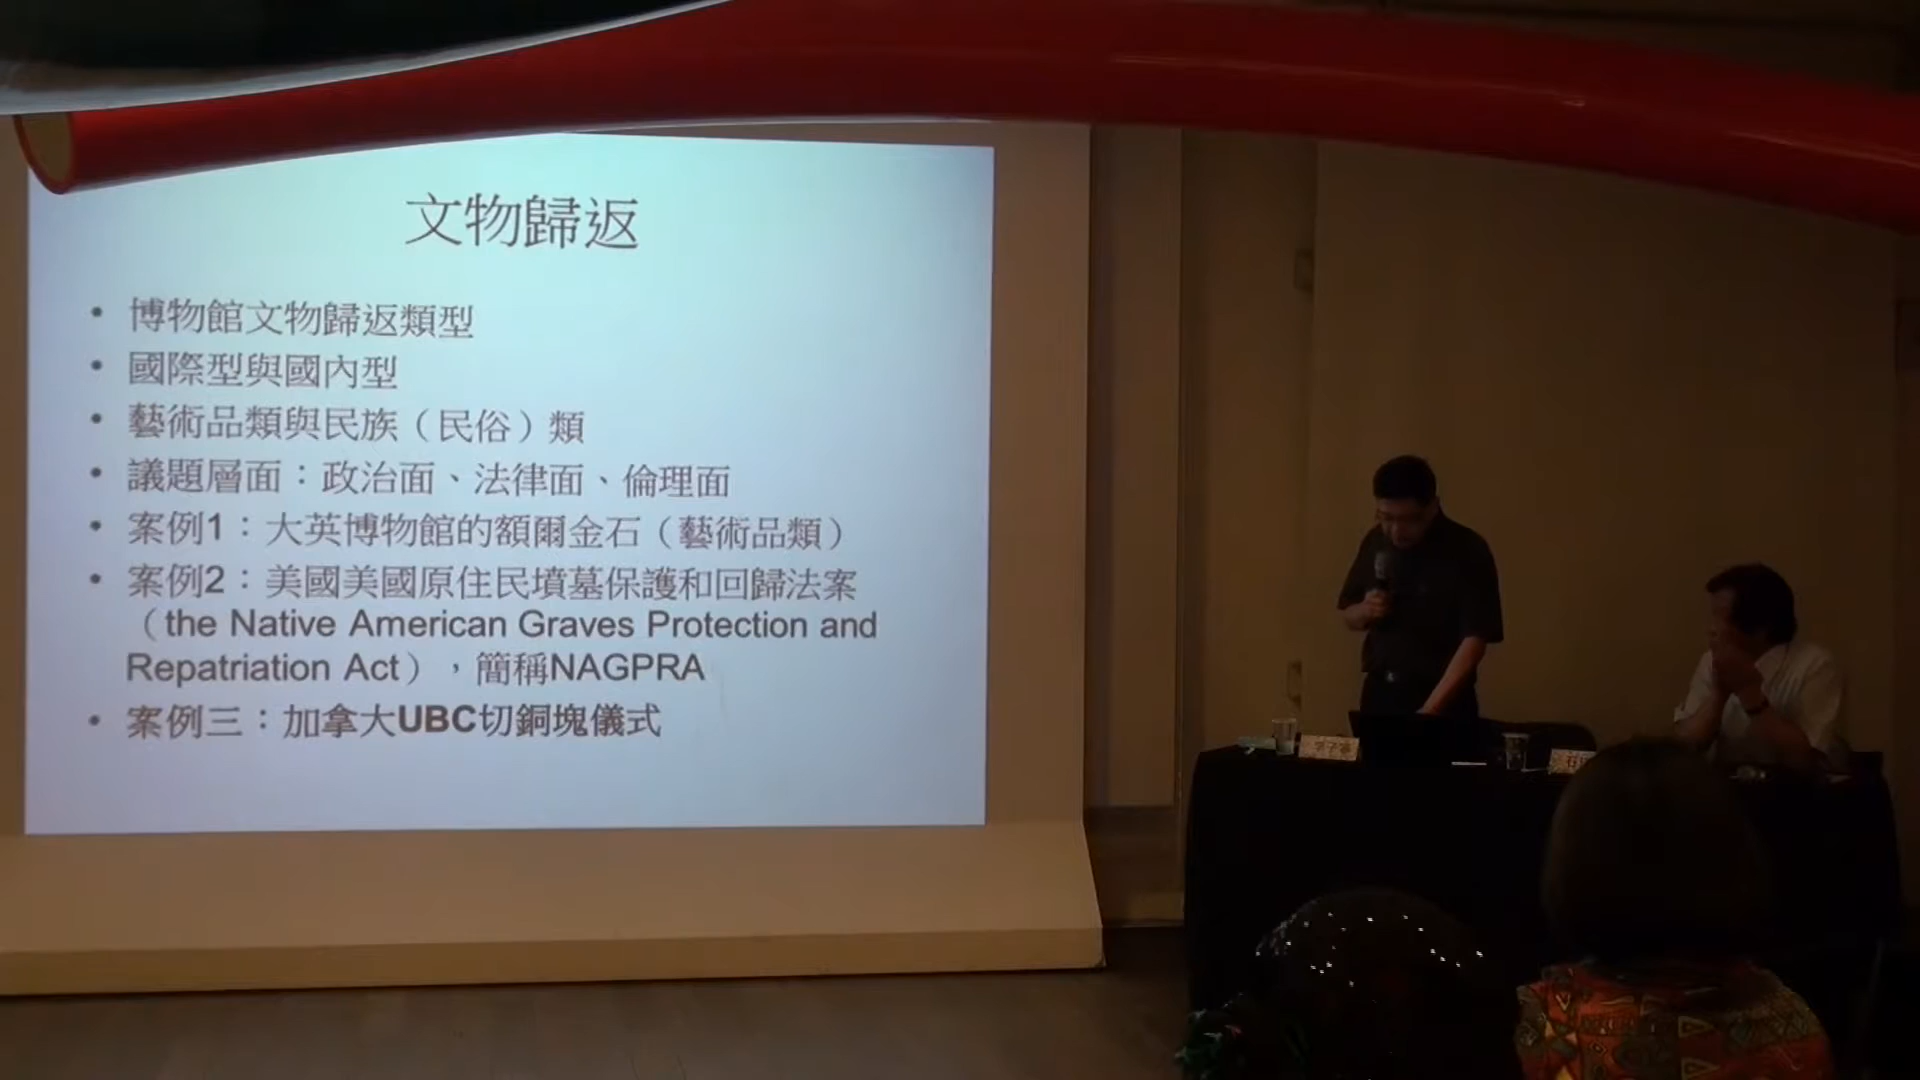 文物歸返
• 博物館文物歸返類型
• 國際型與國內型
• 藝術品類與民族（民俗）類
• 議題層面：政治面、法律面、倫理面
• 案例1：大英博物館的額爾金石（藝術品類）
• 案例2：美國美國原住民墳墓保護和回歸法案
（the Native American Graves Protection and
Repatriation Act），簡稱NAGPRA
• 案例三：加拿大UBC切銅塊儀式